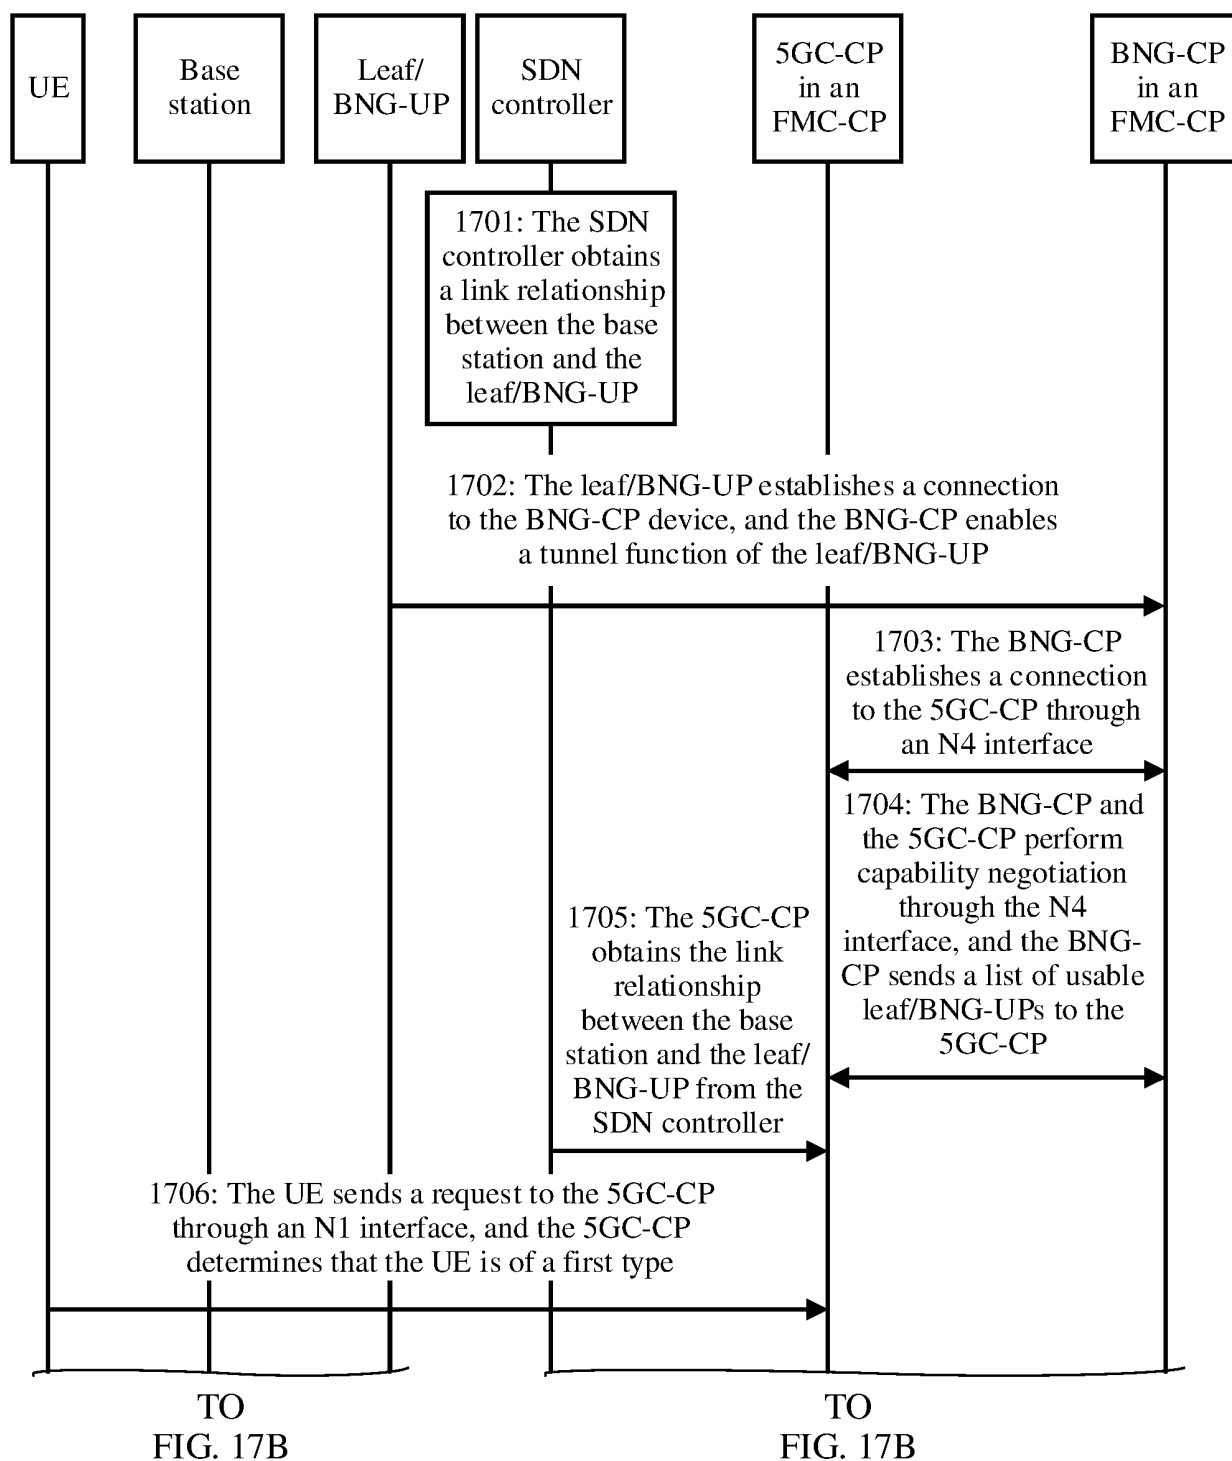 UE
Base
station
Leaf/
BNG-UP
SDN
controller
5GC-CP
in an
FMC-CP
BNG-CP
in an
FMC-CP
1701: The SDN
controller obtains
a link relationship
between the base
station and the
leaf/BNG-UP
1702: The leaf/BNG-UP establishes a connection
to the BNG-CP device, and the BNG-CP enables
a tunnel function of the leaf/BNG-UP
1703: The BNG-CP
establishes a connection
to the 5GC-CP through
an N4 interface
1704: The BNG-CP and
the 5GC-CP perform
capability negotiation
through the N4
interface, and the BNG-
CP sends a list of usable
leaf/BNG-UPs to the
5GC-CP
1705: The 5GC-CP
obtains the link
relationship
between the base
station and the leaf/
BNG-UP from the
SDN controller
1706: The UE sends a request to the 5GC-CP
through an N1 interface, and the 5GC-CP
determines that the UE is of a first type
TO
FIG. 17B
TO
FIG. 17B